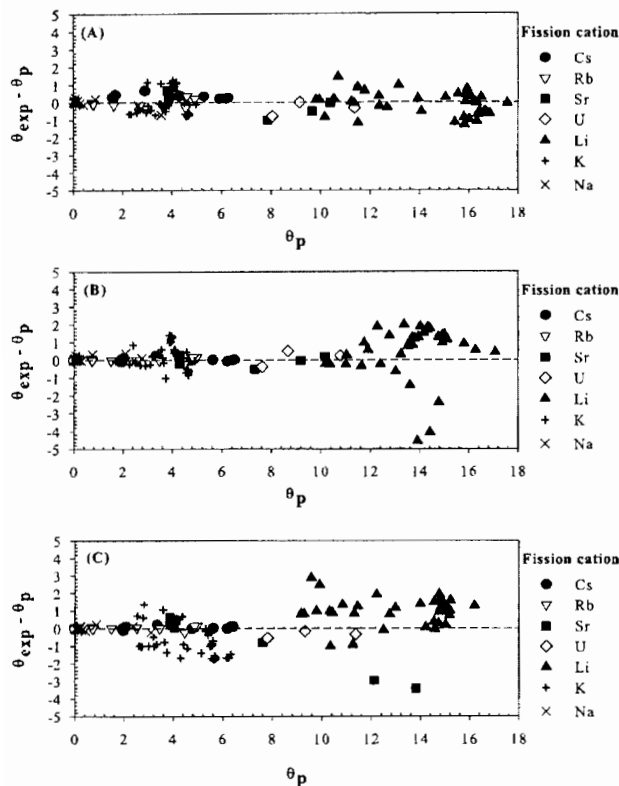 (A)
Fission cation
Cs
Rb
Sr
U
Li
K
Na
5
4
3
2
1
0
-1
-2
-3
-4
-5
θexp - θp
0 2 4 6 8 10 12 14 16 18
θp
(B)
Fission cation
Cs
Rb
Sr
U
Li
K
Na
5
4
3
2
1
0
-1
-2
-3
-4
-5
θexp - θp
0 2 4 6 8 10 12 14 16 18
θp
(C)
Fission cation
Cs
Rb
Sr
U
Li
K
Na
5
4
3
2
1
0
-1
-2
-3
-4
-5
θexp - θp
0 2 4 6 8 10 12 14 16 18
θp